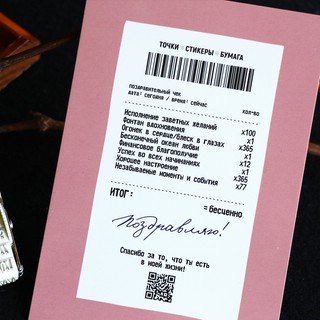 ТОЧКИ СТИКЕРЫ БУМАГА
поздравительный чек
дата: сегодня / время: сейчас кол-во
Исполнение заветных желаний x100
Фонтан вдохновения x1
Огонек в сердце/блеск в глазах x365
Бесконечный океан любви x1
Финансовое благополучие x12
Успех во всех начинаниях x1
Хорошее настроение x365
Незабываемые моменты и события x77
ИТОГ:
= бесценно
Поздравляю!
Спасибо за то, что ты есть
в моей жизни!